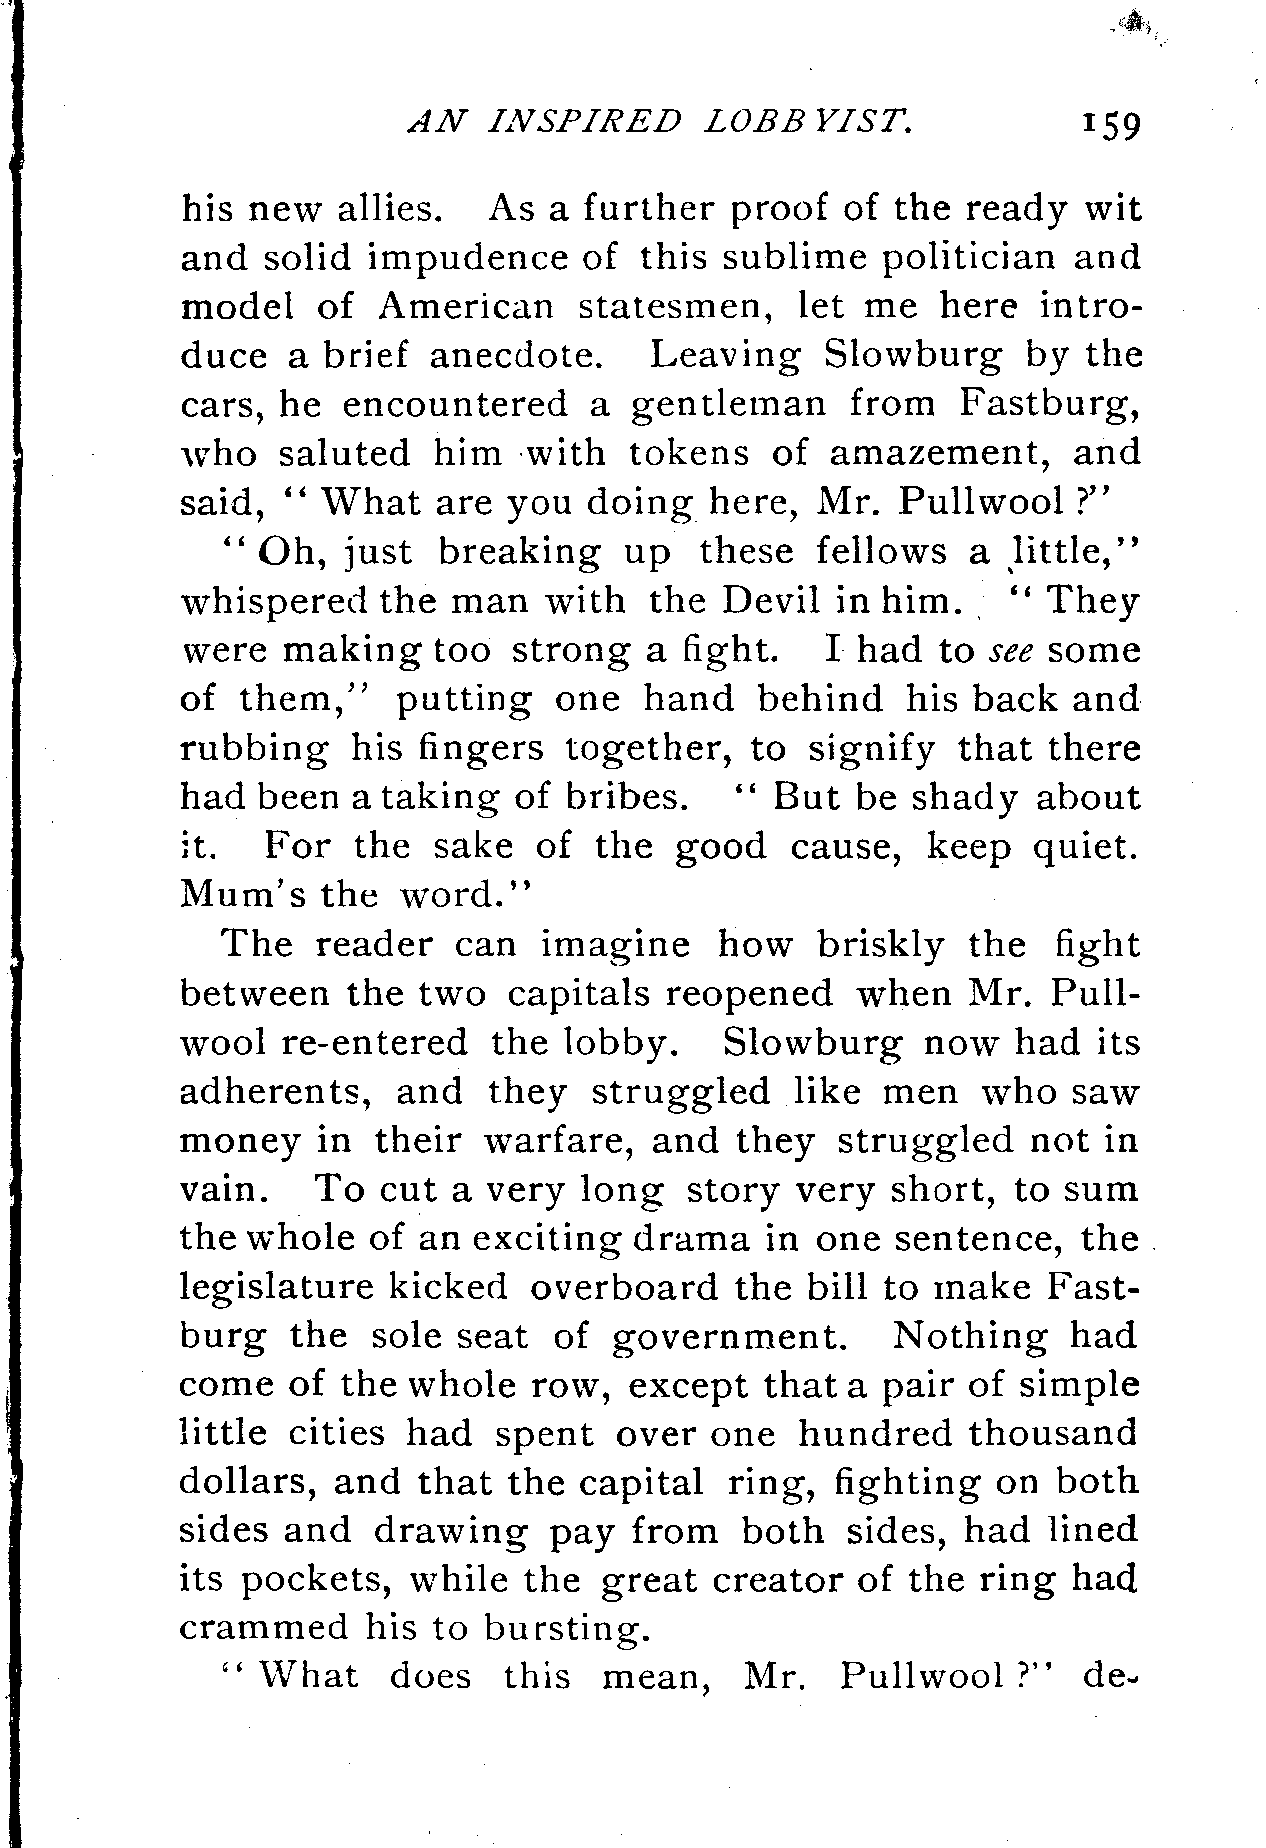 AN INSPIRED LOBBYIST. 159
his new allies. As a further proof of the ready wit
and solid impudence of this sublime politician and
model of American statesmen, let me here intro-
duce a brief anecdote. Leaving Slowburg by the
cars, he encountered a gentleman from Fastburg,
who saluted him with tokens of amazement, and
said, “ What are you doing here, Mr. Pullwool ?”
“ Oh, just breaking up these fellows a little,”
whispered the man with the Devil in him. “ They
were making too strong a fight. I had to see some
of them,” putting one hand behind his back and
rubbing his fingers together, to signify that there
had been a taking of bribes. “ But be shady about
it. For the sake of the good cause, keep quiet.
Mum's the word.”
The reader can imagine how briskly the fight
between the two capitals reopened when Mr. Pull-
wool re-entered the lobby. Slowburg now had its
adherents, and they struggled like men who saw
money in their warfare, and they struggled not in
vain. To cut a very long story very short, to sum
the whole of an exciting drama in one sentence, the
legislature kicked overboard the bill to make Fast-
burg the sole seat of government. Nothing had
come of the whole row, except that a pair of simple
little cities had spent over one hundred thousand
dollars, and that the capital ring, fighting on both
sides and drawing pay from both sides, had lined
its pockets, while the great creator of the ring had
crammed his to bursting.
“ What does this mean, Mr. Pullwool ?” de-